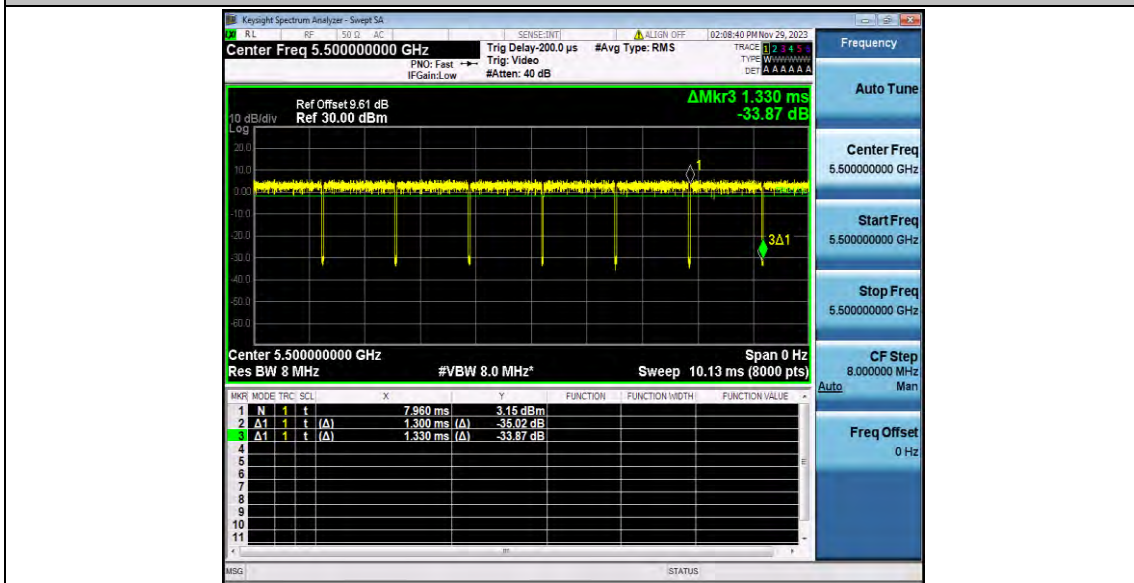 Keysight Spectrum Analyzer - Swept SA
RL RF 50 Ω AC SENSE:INT ALIGN OFF 02:08:40 PM Nov 29, 2023
Center Freq 5.500000000 GHz
Trig Delay-200.0 µs #Avg Type: RMS
TRACE 1 2 3 4 5 6
PNO: Fast Trig: Video
TYPE WWWWWW
IFGain:Low #Atten: 40 dB
DET A A A A A A
Frequency
Auto Tune
ΔMkr3 1.330 ms
-33.87 dB
Ref Offset 9.61 dB
10 dB/div Ref 30.00 dBm
Log
20.0
10.0
0.00
-10.0
-20.0
-30.0
-40.0
-50.0
-60.0
1
3Δ1
Center 5.500000000 GHz Span 0 Hz
Res BW 8 MHz #VBW 8.0 MHz* Sweep 10.13 ms (8000 pts)
Center Freq
5.500000000 GHz
Start Freq
5.500000000 GHz
Stop Freq
5.500000000 GHz
CF Step
8.000000 MHz
Auto Man
Freq Offset
0 Hz
MKR MODE TRC SCL X Y FUNCTION FUNCTION WIDTH FUNCTION VALUE
1 N 1 t 7.960 ms 3.15 dBm
2 Δ1 1 t (Δ) 1.300 ms (Δ) -35.02 dB
3 Δ1 1 t (Δ) 1.330 ms (Δ) -33.87 dB
4
5
6
7
8
9
10
11
MSG STATUS